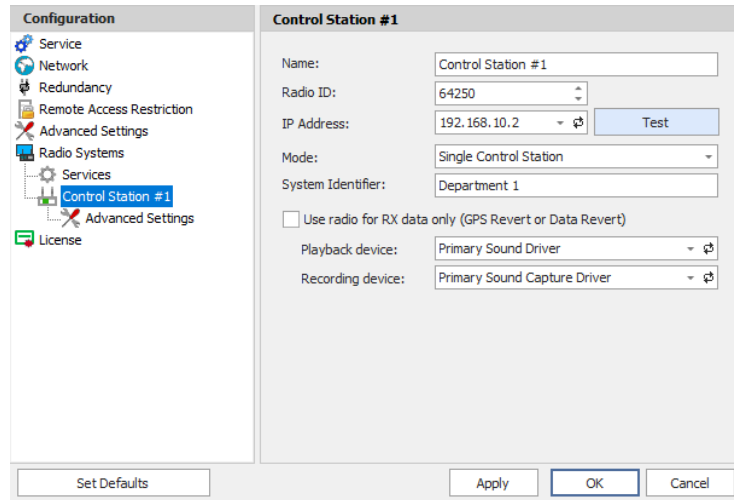 Configuration
Service
Network
Redundancy
Remote Access Restriction
Advanced Settings
Radio Systems
Services
Control Station #1
Advanced Settings
License
Control Station #1
Name: Control Station #1
Radio ID: 64250
IP Address: 192.168.10.2 Test
Mode: Single Control Station
System Identifier: Department 1
Use radio for RX data only (GPS Revert or Data Revert)
Playback device: Primary Sound Driver
Recording device: Primary Sound Capture Driver
Set Defaults Apply OK Cancel